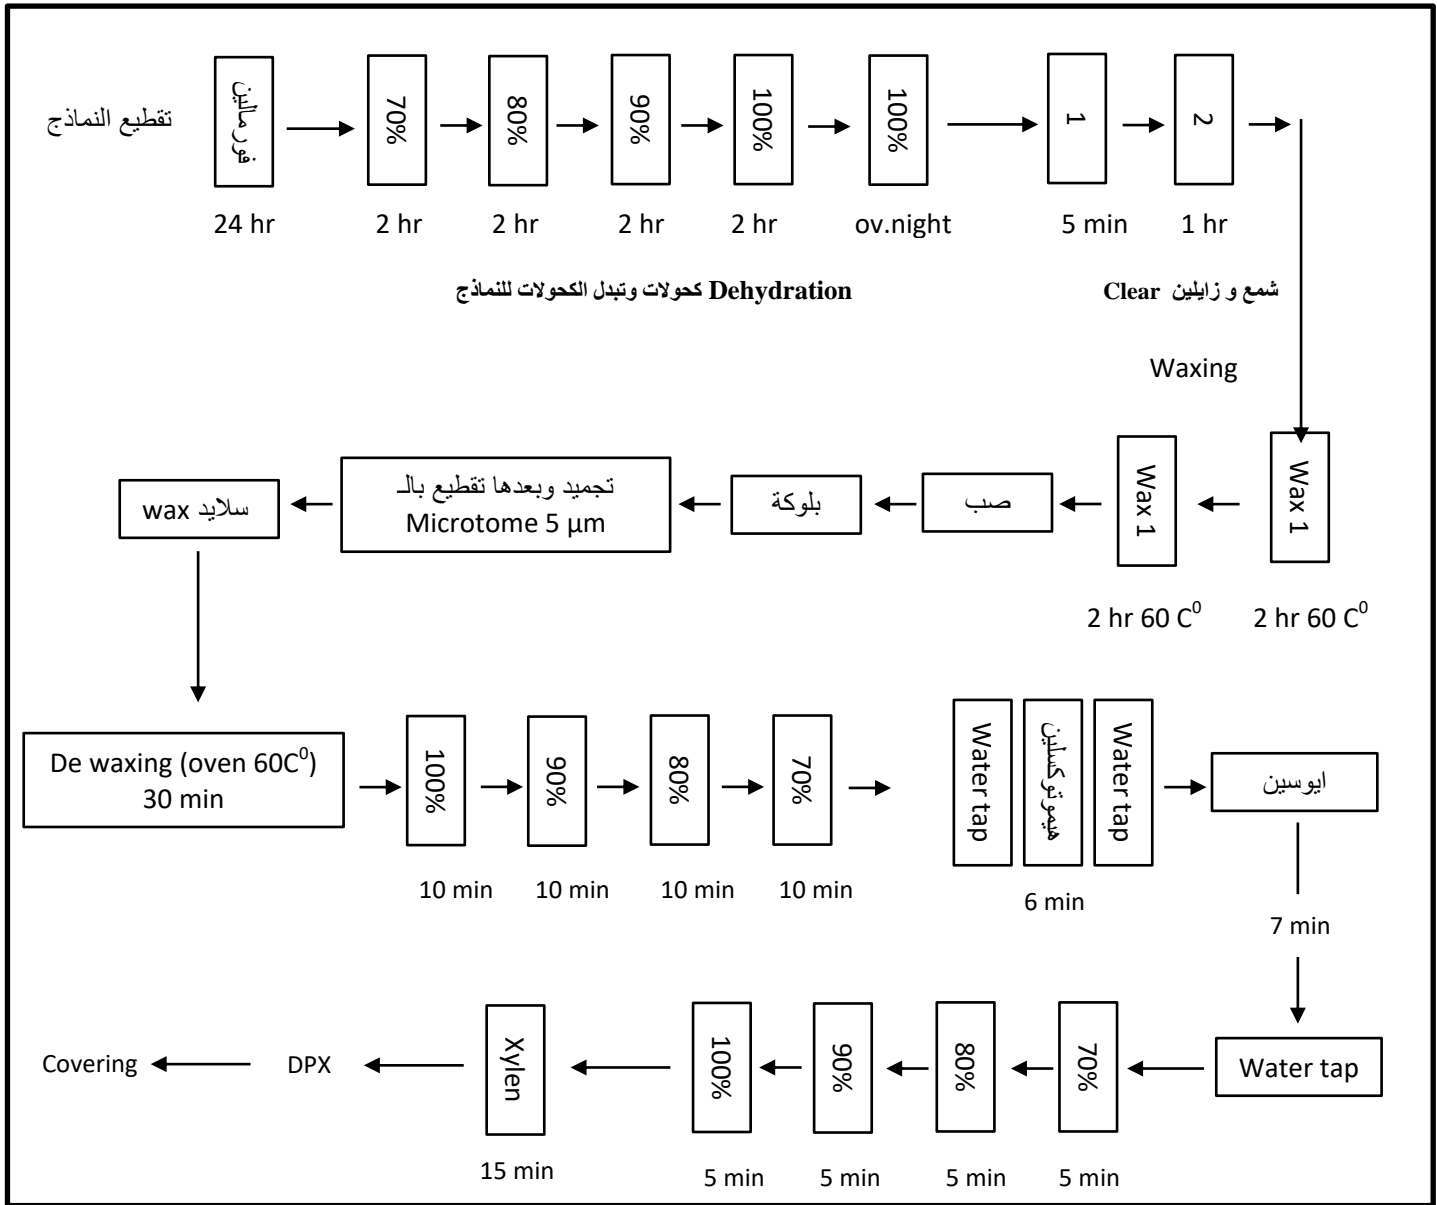 تقطيع النماذج
فورمالين
70%
80%
90%
100%
100%
1
2
24 hr
2 hr
2 hr
2 hr
2 hr
ov.night
5 min
1 hr
Dehydration كحولات وتبدل الكحولات للنماذج
شمع و زايلين Clear
Waxing
Wax 1
Wax 1
صب
بلوكة
تجميد وبعدها تقطيع بالـ
Microtome 5 µm
سلايد wax
2 hr 60 C⁰
2 hr 60 C⁰
De waxing (oven 60C⁰)
30 min
100%
90%
80%
70%
Water tap
هيموتوكسلين
Water tap
ايوسين
10 min
10 min
10 min
10 min
6 min
7 min
Water tap
70%
80%
90%
100%
Xylen
DPX
Covering
5 min
5 min
5 min
5 min
15 min